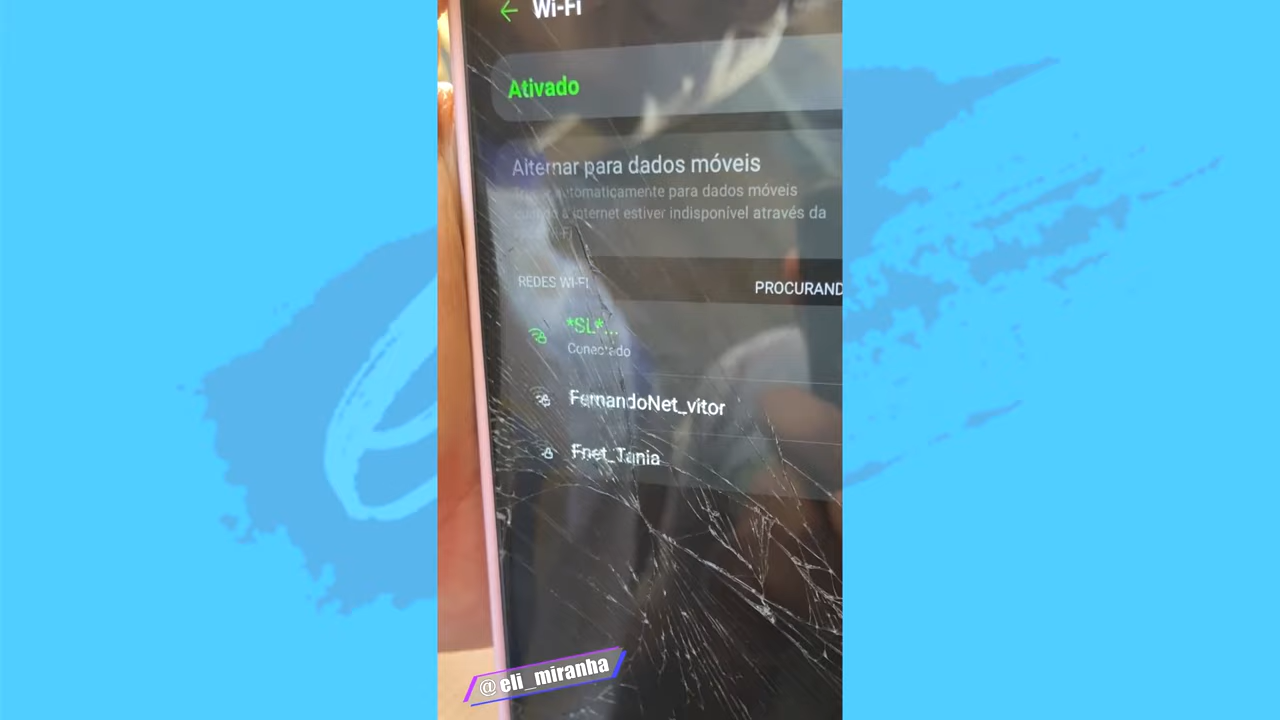 Wi-Fi
Ativado
Alternar para dados móveis
automaticamente para dados móveis
internet estiver indisponível através da
REDES WI-FI
PROCURAND
*SL*...
Conectado
FernandoNet_vitor
Fnet_Tania
@eli_miranha